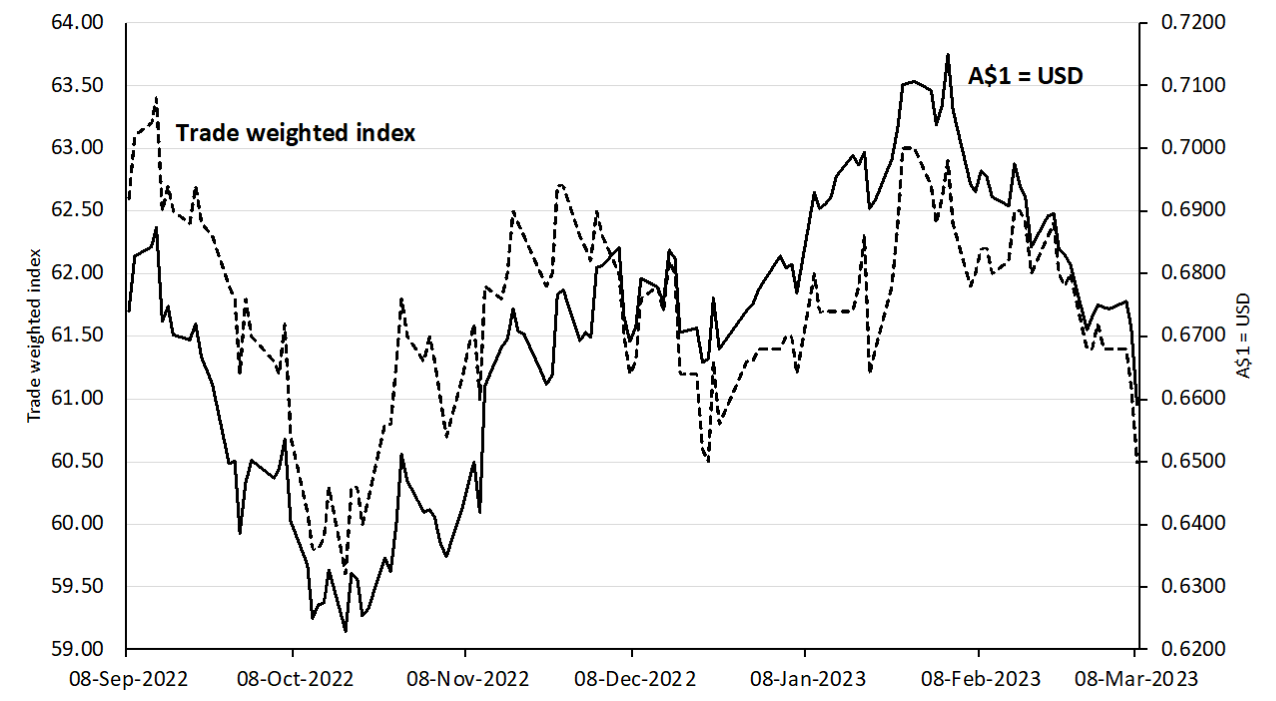 64.00
63.50
63.00
62.50
62.00
61.50
61.00
60.50
60.00
59.50
59.00
Trade weighted index
Trade weighted index
A$1 = USD
0.7200
0.7100
0.7000
0.6900
0.6800
0.6700
0.6600
0.6500
0.6400
0.6300
0.6200
A$1 = USD
08-Sep-2022
08-Oct-2022
08-Nov-2022
08-Dec-2022
08-Jan-2023
08-Feb-2023
08-Mar-2023